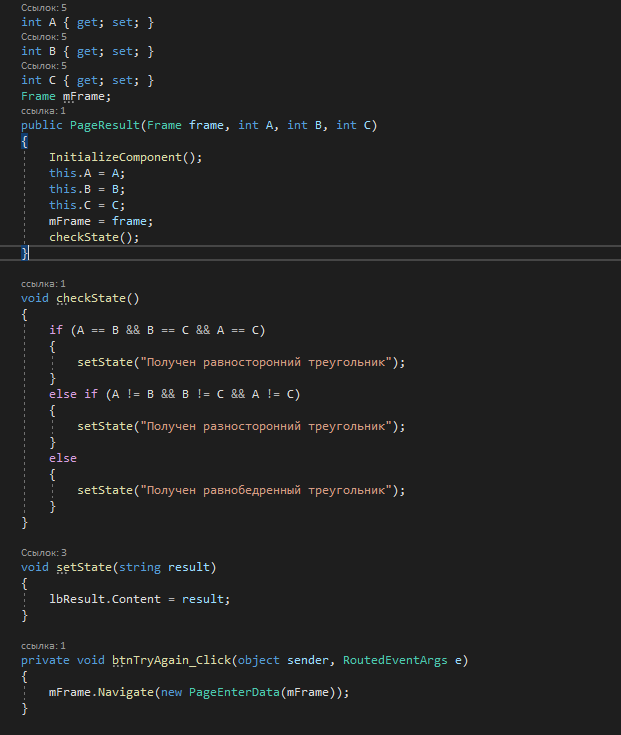 Ссылок: 5
int A { get; set; }
Ссылок: 5
int B { get; set; }
Ссылок: 5
int C { get; set; }
Frame mFrame;
ссылка: 1
public PageResult(Frame frame, int A, int B, int C)
{
InitializeComponent();
this.A = A;
this.B = B;
this.C = C;
mFrame = frame;
checkState();
}
ссылка: 1
void checkState()
{
if (A == B && B == C && A == C)
{
setState("Получен равносторонний треугольник");
}
else if (A != B && B != C && A != C)
{
setState("Получен разносторонний треугольник");
}
else
{
setState("Получен равнобедренный треугольник");
}
}
Ссылок: 3
void setState(string result)
{
lbResult.Content = result;
}
ссылка: 1
private void btnTryAgain_Click(object sender, RoutedEventArgs e)
{
mFrame.Navigate(new PageEnterData(mFrame));
}